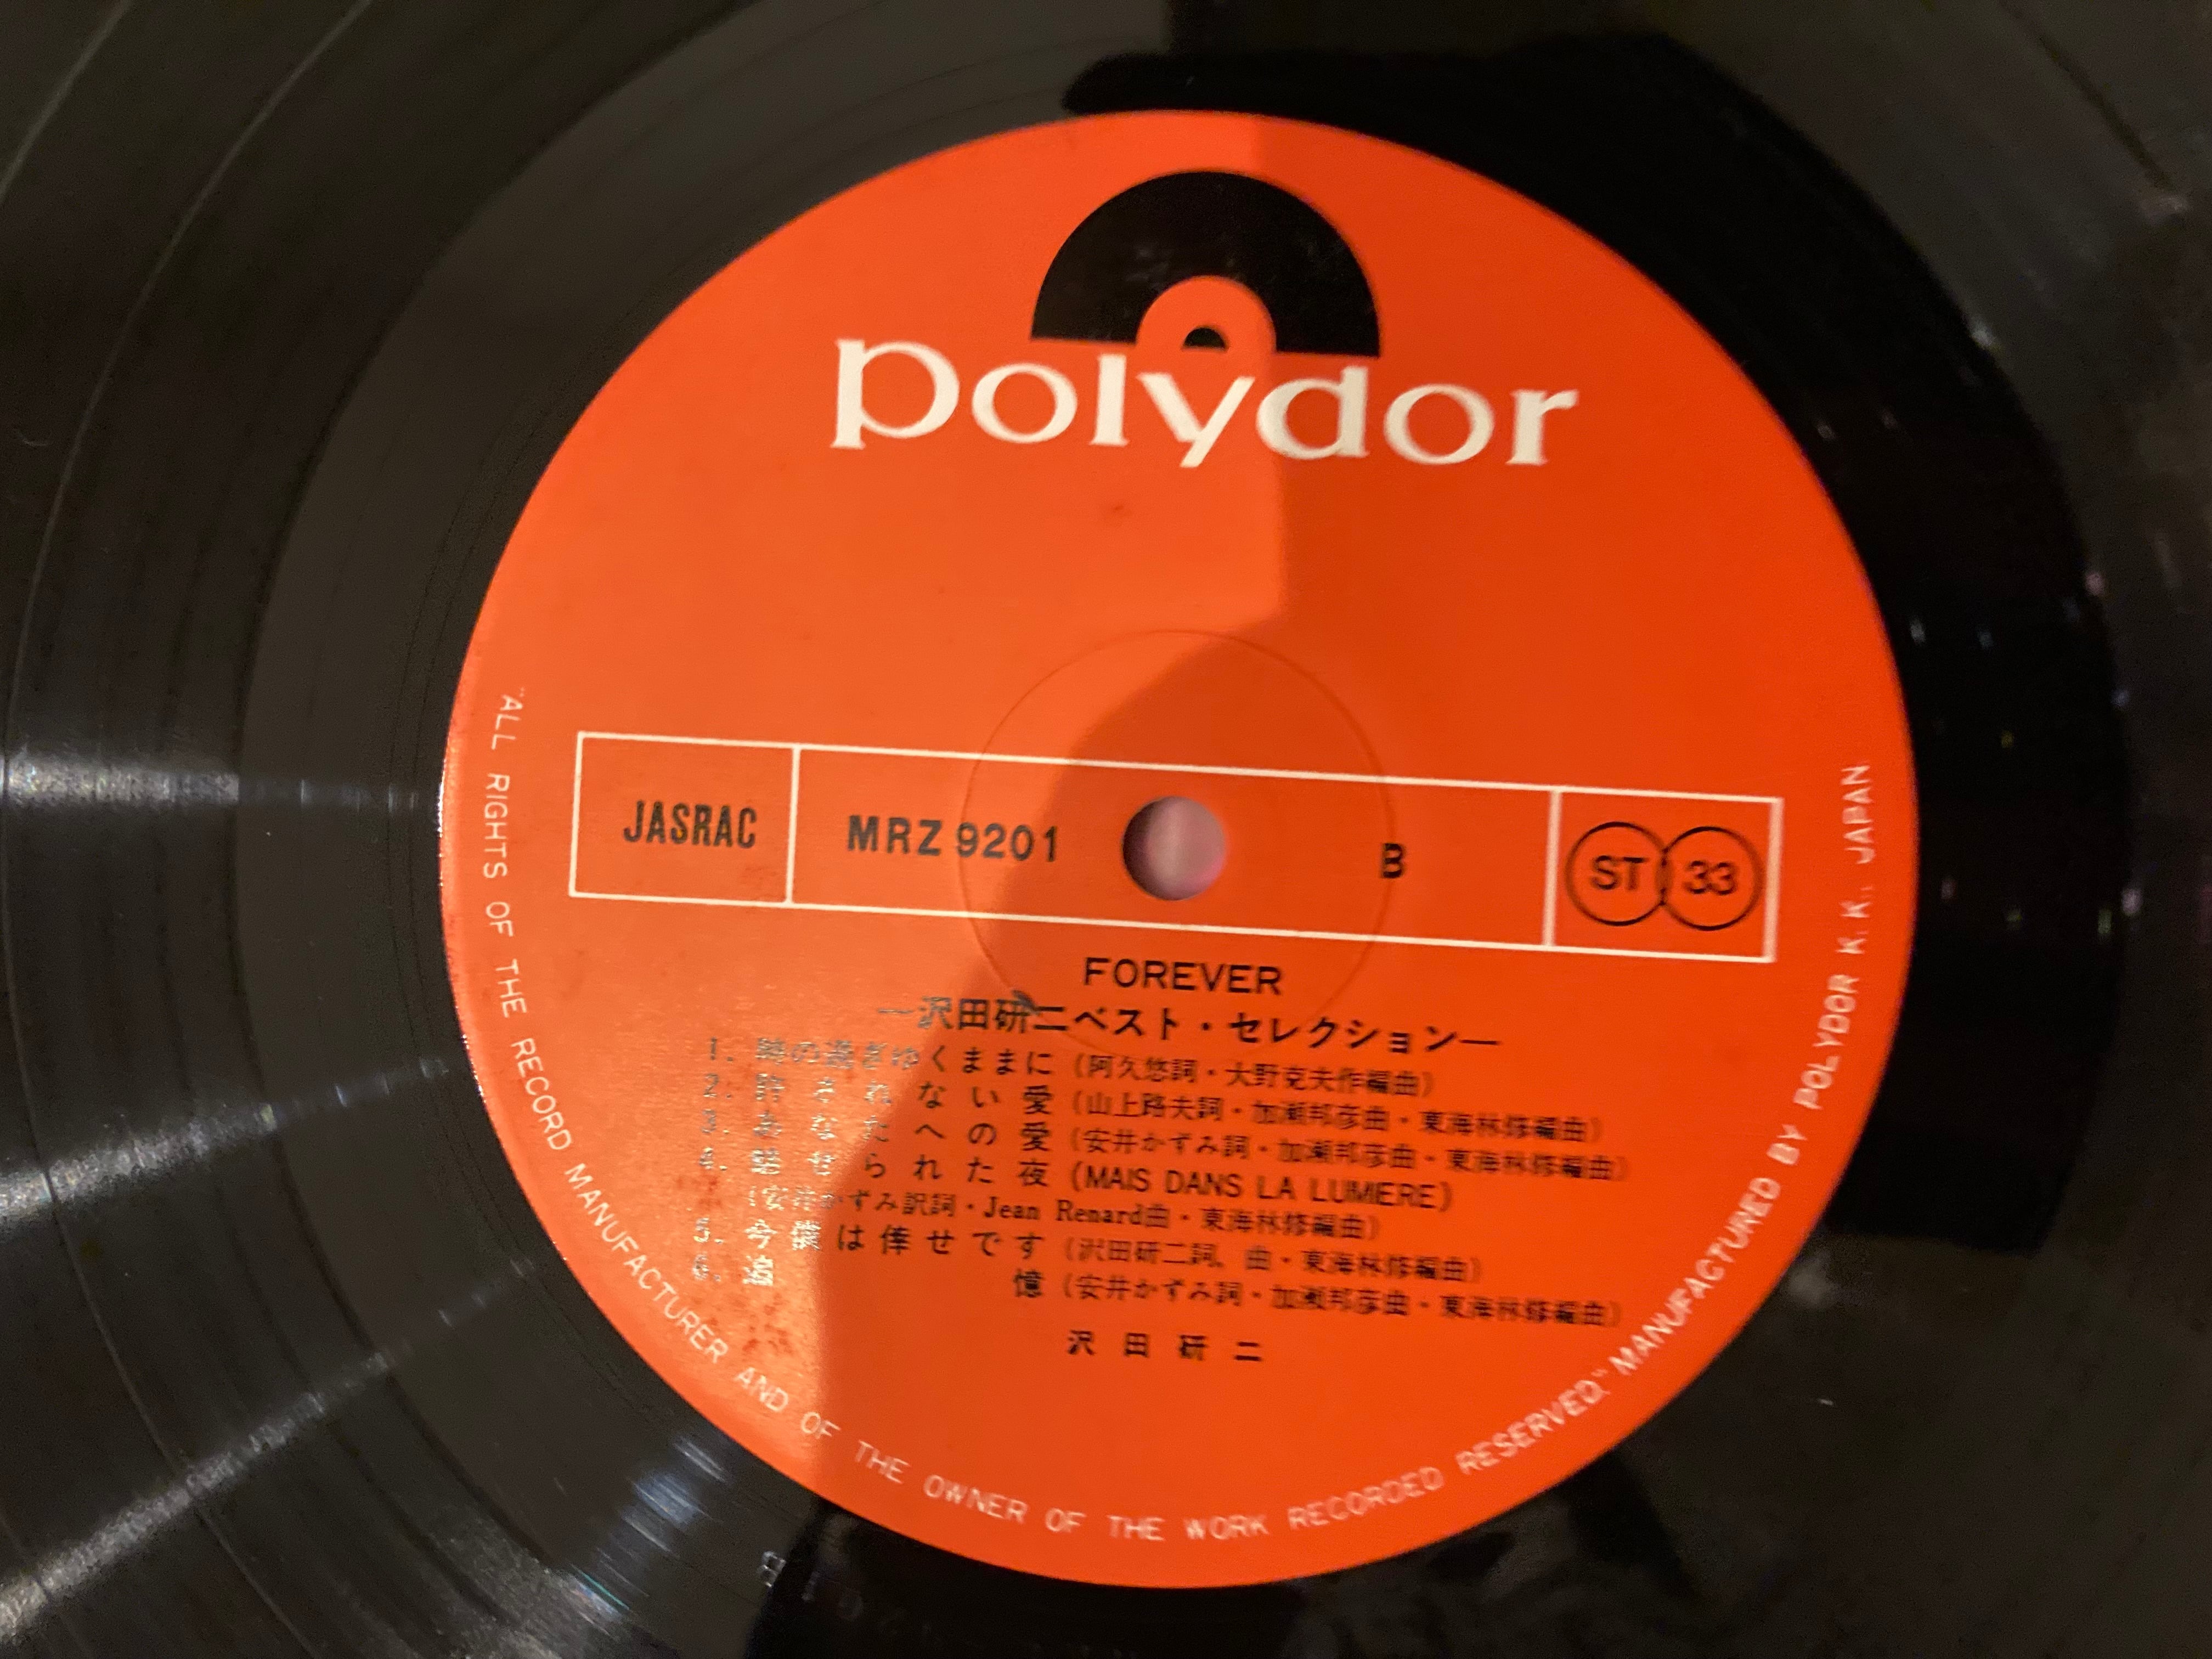 polydor
JASRAC MRZ 9201 B ST 33
FOREVER
—沢田研二ベスト・セレクション—
1. 時の過ぎゆくままに (阿久悠詞・大野克夫作編曲)
2. 許されない愛 (山上路夫詞・加瀬邦彦曲・東海林修編曲)
3. あなたへの愛 (安井かずみ詞・加瀬邦彦曲・東海林修編曲)
4. 魅せられた夜 (MAIS DANS LA LUMIERE)
(安井かずみ訳詞・Jean Renard曲・東海林修編曲)
5. 今僕は倖せです (沢田研二詞、曲・東海林修編曲)
6. 追憶 (安井かずみ詞・加瀬邦彦曲・東海林修編曲)
沢田研二
"ALL RIGHTS OF THE RECORD MANUFACTURER AND OF THE OWNER OF THE WORK RECORDED RESERVED." MANUFACTURED BY POLYDOR K.K. JAPAN